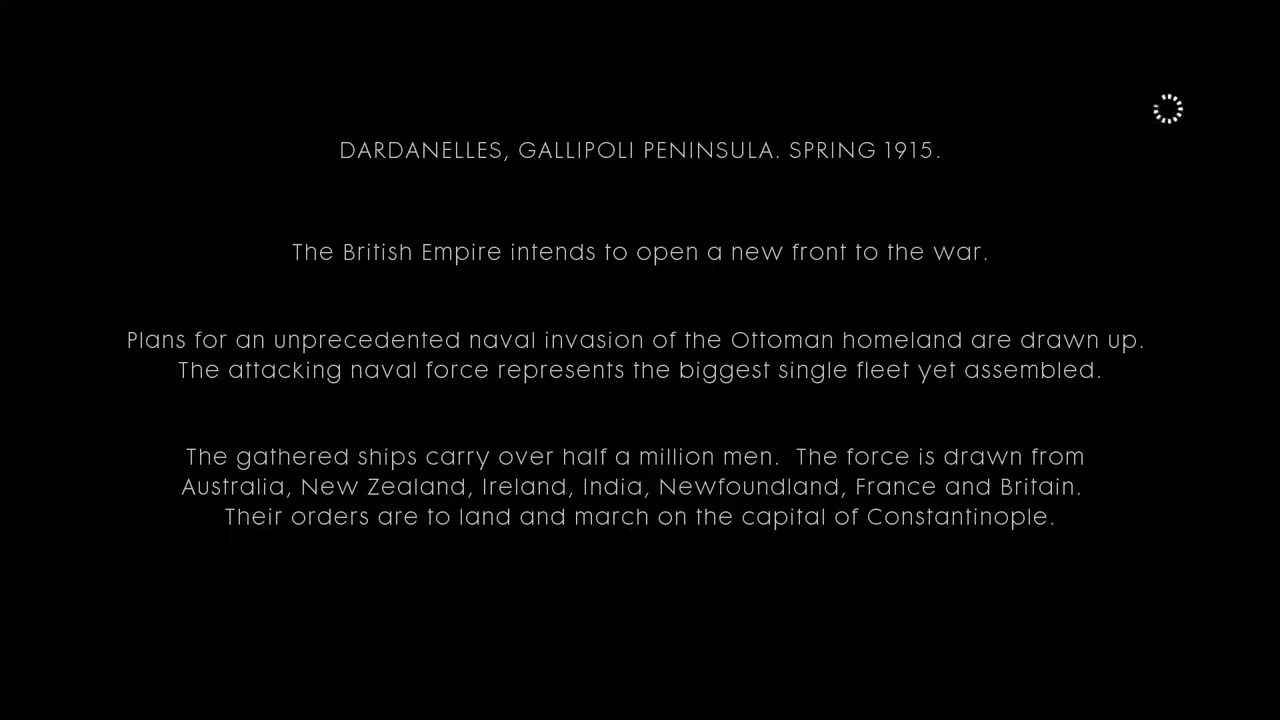 DARDANELLES, GALLIPOLI PENINSULA. SPRING 1915.
The British Empire intends to open a new front to the war.
Plans for an unprecedented naval invasion of the Ottoman homeland are drawn up.
The attacking naval force represents the biggest single fleet yet assembled.
The gathered ships carry over half a million men.  The force is drawn from
Australia, New Zealand, Ireland, India, Newfoundland, France and Britain.
Their orders are to land and march on the capital of Constantinople.